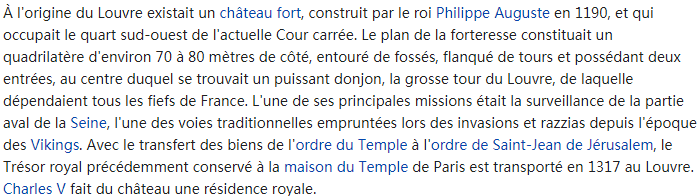 À l'origine du Louvre existait un château fort, construit par le roi Philippe Auguste en 1190, et qui
occupait le quart sud-ouest de l'actuelle Cour carrée. Le plan de la forteresse constituait un
quadrilatère d'environ 70 à 80 mètres de côté, entouré de fossés, flanqué de tours et possédant deux
entrées, au centre duquel se trouvait un puissant donjon, la grosse tour du Louvre, de laquelle
dépendaient tous les fiefs de France. L'une de ses principales missions était la surveillance de la partie
aval de la Seine, l'une des voies traditionnelles empruntées lors des invasions et razzias depuis l'époque
des Vikings. Avec le transfert des biens de l'ordre du Temple à l'ordre de Saint-Jean de Jérusalem, le
Trésor royal précédemment conservé à la maison du Temple de Paris est transporté en 1317 au Louvre.
Charles V fait du château une résidence royale.